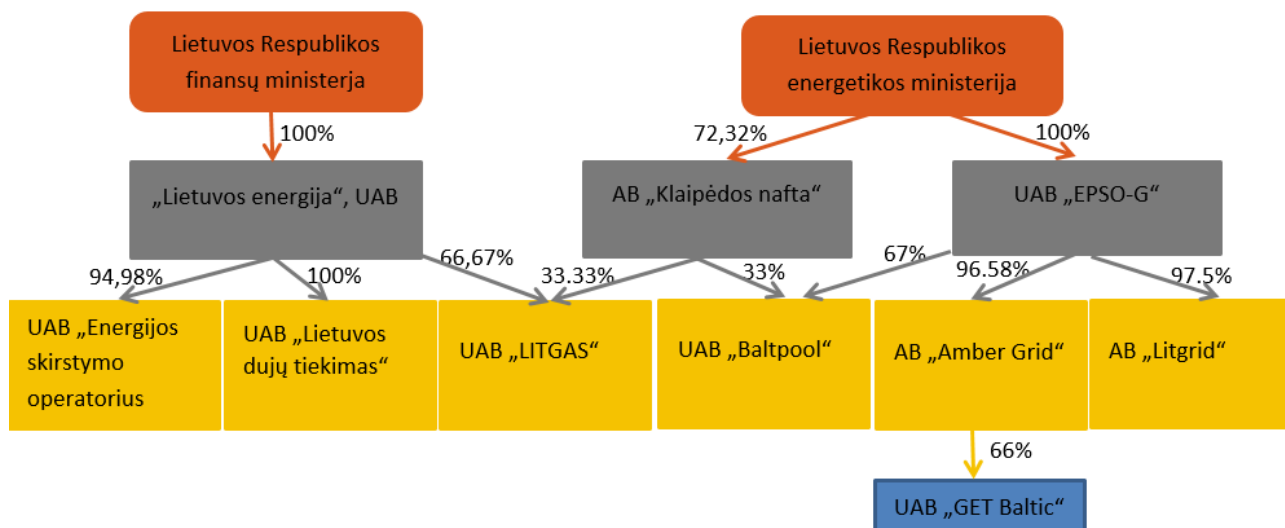 Lietuvos Respublikos
finansų ministerja
Lietuvos Respublikos
energetikos ministerija
100%
72,32%
100%
„Lietuvos energija“, UAB
AB „Klaipėdos nafta“
UAB „EPSO-G“
94,98%
100%
66,67%
33.33%
33%
67%
96.58%
97.5%
UAB „Energijos
skirstymo
operatorius
UAB „Lietuvos
dujų tiekimas“
UAB „LITGAS“
UAB „Baltpool“
AB „Amber Grid“
AB „Litgrid“
66%
UAB „GET Baltic“